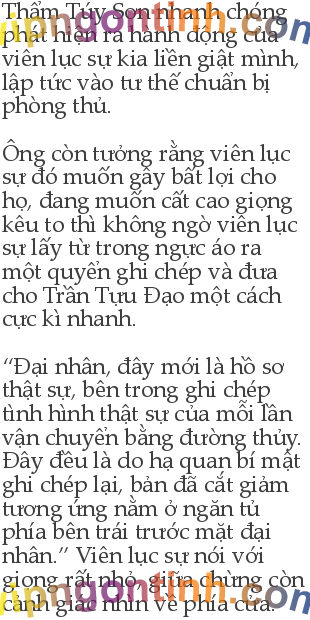 Thẩm Túy Sơn nhanh chóng
phát hiện ra hành động của
viên lục sự kia liền giật mình,
lập tức vào tư thế chuẩn bị
phòng thủ.
Ông còn tưởng rằng viên lục
sự đó muốn gây bất lợi cho
họ, đang muốn cất cao giọng
kêu to thì không ngờ viên lục
sự lấy từ trong ngực áo ra
một quyển ghi chép và đưa
cho Trần Tựu Đạo một cách
cực kì nhanh.
“Đại nhân, đây mới là hồ sơ
thật sự, bên trong ghi chép
tình hình thật sự của mỗi lần
vận chuyển bằng đường thủy.
Đây đều là do hạ quan bí mật
ghi chép lại, bản đã cắt giảm
tương ứng nằm ở ngăn tủ
phía bên trái trước mặt đại
nhân.” Viên lục sự nói với
giọng rất nhỏ, giữa chừng còn
cảnh giác nhìn về phía cửa.